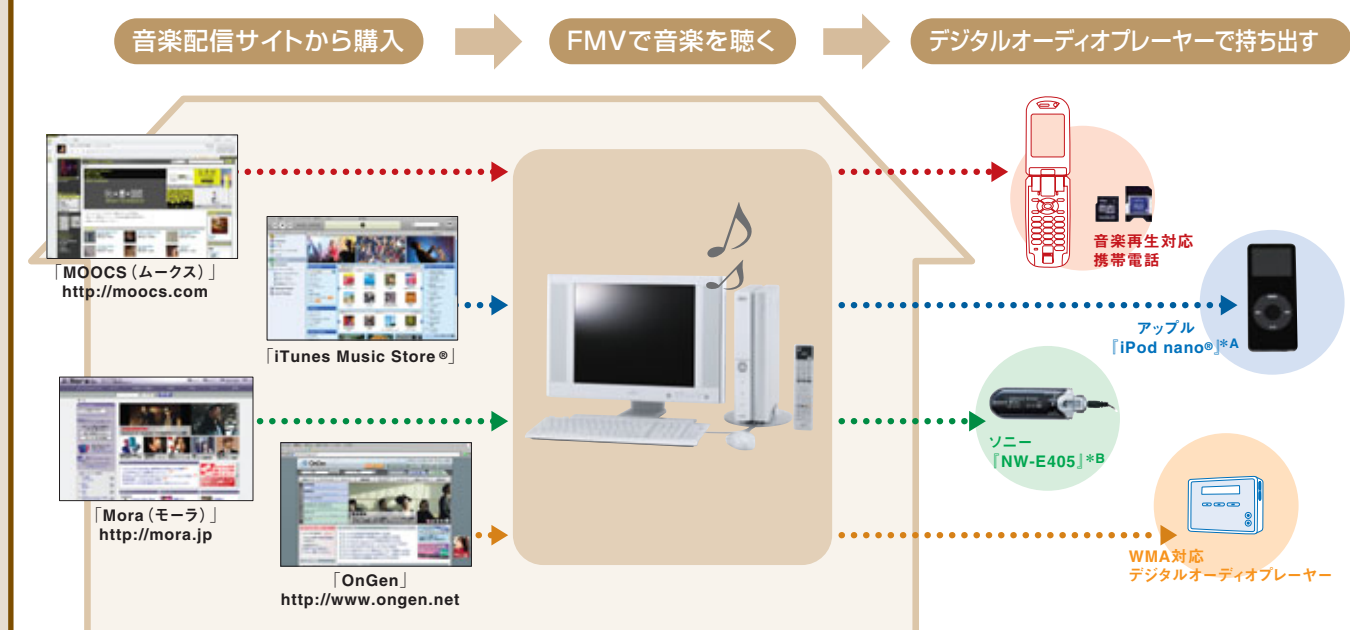 音楽配信サイトから購入
FMVで音楽を聴く
デジタルオーディオプレーヤーで持ち出す
「MOOCS（ムークス）」
http://moocs.com
「iTunes Music Store®」
「Mora（モーラ）」
http://mora.jp
「OnGen」
http://www.ongen.net
音楽再生対応
携帯電話
アップル
『iPod nano®』*A
ソニー
『NW-E405』*B
WMA対応
デジタルオーディオプレーヤー